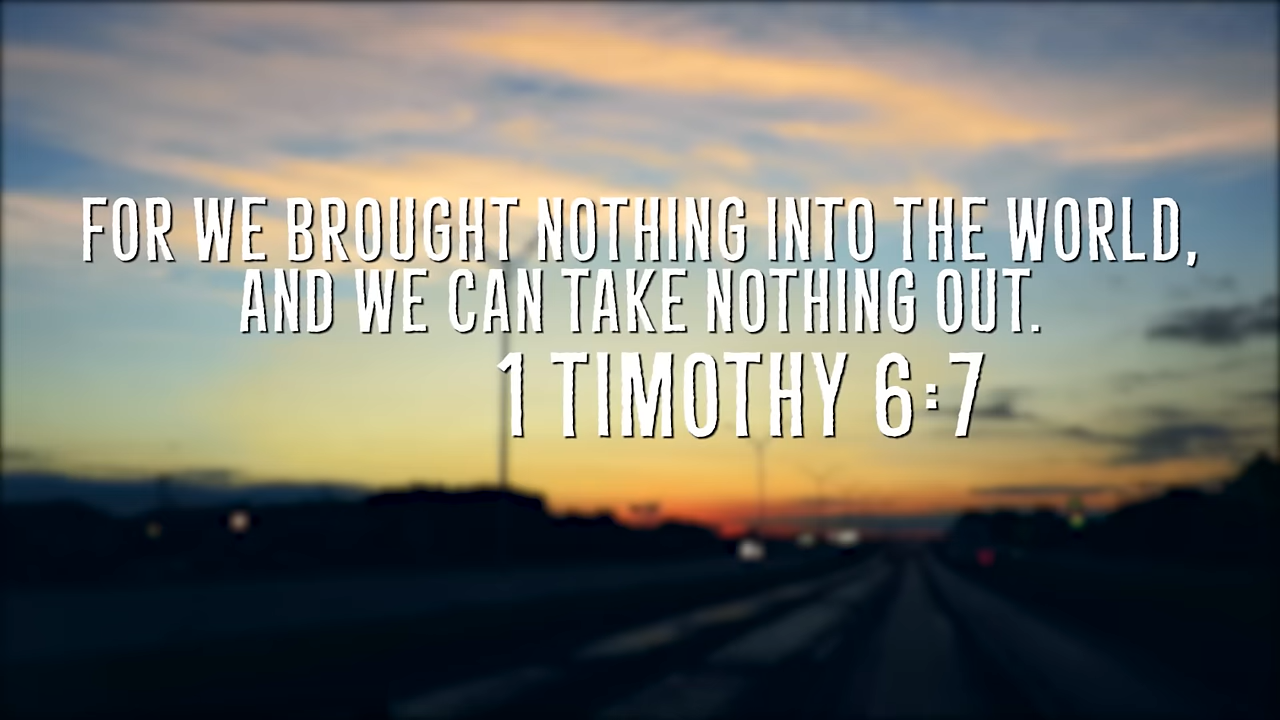 FOR WE BROUGHT NOTHING INTO THE WORLD,
AND WE CAN TAKE NOTHING OUT.
1 TIMOTHY 6:7